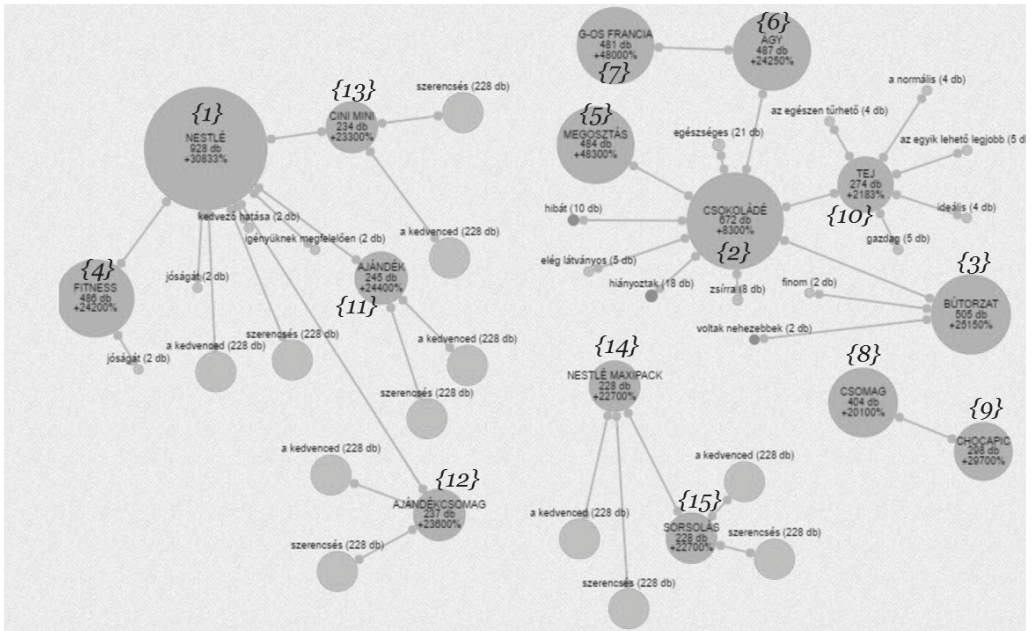 {1}
NESTLÉ
928 db
+30833%
{13}
CINI MINI
234 db
+23300%
szerencsés (228 db)
a kedvenced (228 db)
kedvező hatása (2 db)
igényüknek megfelelően (2 db)
{4}
FITNESS
486 db
+24200%
jóságát (2 db)
jóságát (2 db)
a kedvenced (228 db)
szerencsés (228 db)
AJÁNDÉK
245 db
+24400%
{11}
a kedvenced (228 db)
szerencsés (228 db)
a kedvenced (228 db)
{12}
AJÁNDÉKCSOMAG
237 db
+23600%
szerencsés (228 db)
G-OS FRANCIA
481 db
+48000%
{7}
{6}
AGY
487 db
+24250%
{5}
MEGOSZTÁS
484 db
+48300%
egészséges (21 db)
az egészen tűrhető (4 db)
a normális (4 db)
az egyik lehető legjobb (5 d
TEJ
274 db
+2183%
{10}
ideális (4 db)
gazdag (5 db)
CSOKOLÁDÉ
672 db
+8300%
{2}
hibát (10 db)
elég látványos (5 db)
hiányoztak (18 db)
zsírra (8 db)
finom (2 db)
voltak nehezebbek (2 db)
{3}
BÚTORZAT
505 db
+25150%
{14}
NESTLÉ MAXIPACK
228 db
+22700%
a kedvenced (228 db)
szerencsés (228 db)
{15}
SORSOLÁS
228 db
+22700%
a kedvenced (228 db)
szerencsés (228 db)
{8}
CSOMAG
404 db
+20100%
{9}
CHOCAPIC
298 db
+29700%